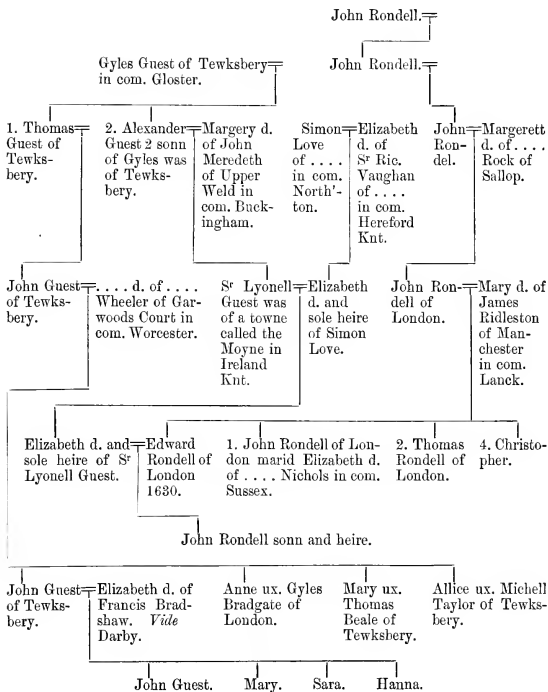 John Rondell.
Gyles Guest of Tewksbery
in com. Gloster.
John Rondell.
1. Thomas
Guest of
Tewks-
bery.
2. Alexander
Guest 2 sonn
of Gyles was
of Tewks-
bery.
Margery d.
of John
Meredeth
of Upper
Weld in
com. Buck-
ingham.
Simon
Love
of . . . .
in com.
North'-
ton.
Elizabeth
d. of
Sr Ric.
Vaughan
of . . . .
in com.
Hereford
Knt.
John
Ron-
del.
Margerett
d. of . . . .
Rock of
Sallop.
John Guest
of Tewks-
bery.
. . . . d. of . . . .
Wheeler of Gar-
woods Court in
com. Worcester.
Sr Lyonell
Guest was
of a towne
called the
Moyne in
Ireland
Knt.
Elizabeth
d. and
sole heire
of Simon
Love.
John Ron-
dell of
London.
Mary d. of
James
Ridleston
of Man-
chester
in com.
Lanck.
Elizabeth d. and
sole heire of Sr
Lyonell Guest.
Edward
Rondell of
London
1630.
1. John Rondell of Lon-
don marid Elizabeth d.
of . . . . Nichols in com.
Sussex.
2. Thomas
Rondell of
London.
4. Christo-
pher.
John Rondell sonn and heire.
John Guest
of Tewks-
bery.
Elizabeth d. of
Francis Brad-
shaw. Vide
Darby.
Anne ux. Gyles
Bradgate of
London.
Mary ux.
Thomas
Beale of
Tewksbery.
Allice ux. Michell
Taylor of Tewks-
bery.
John Guest.
Mary.
Sara.
Hanna.